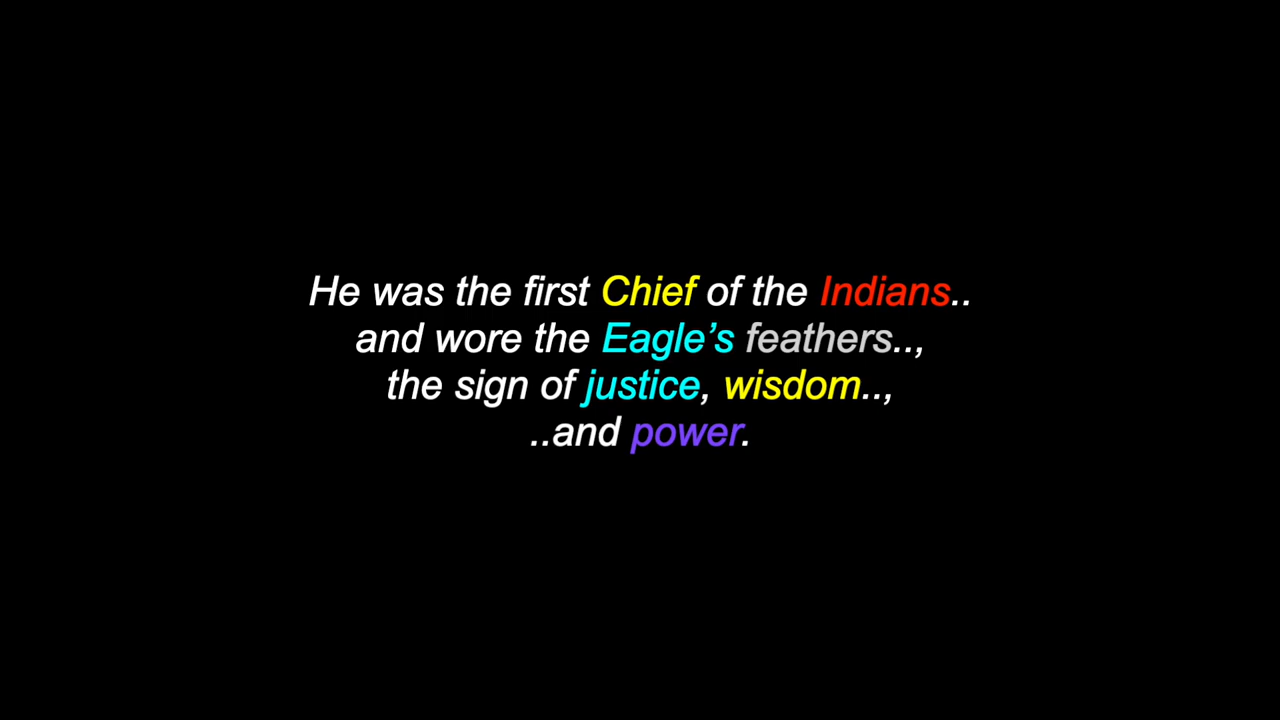 He was the first Chief of the Indians..
and wore the Eagle’s feathers..,
the sign of justice, wisdom..,
..and power.